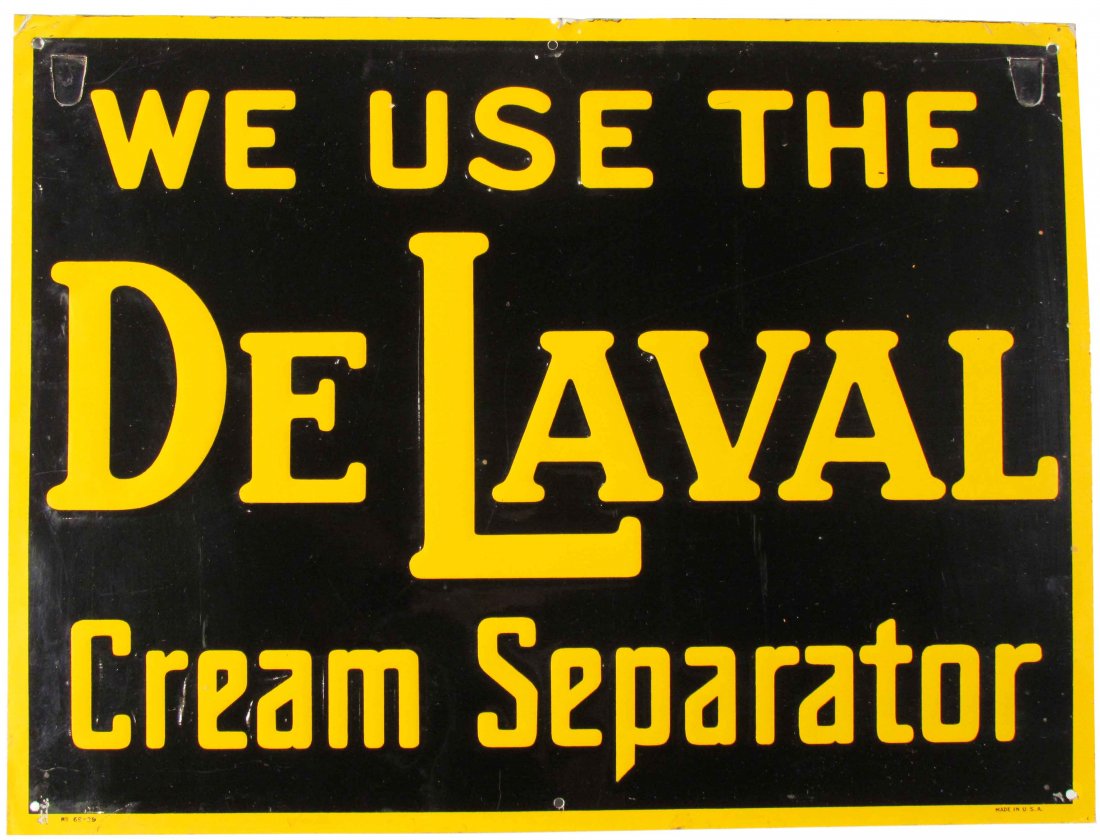 WE USE THE
DE LAVAL
Cream Separator
MADE IN U.S.A.